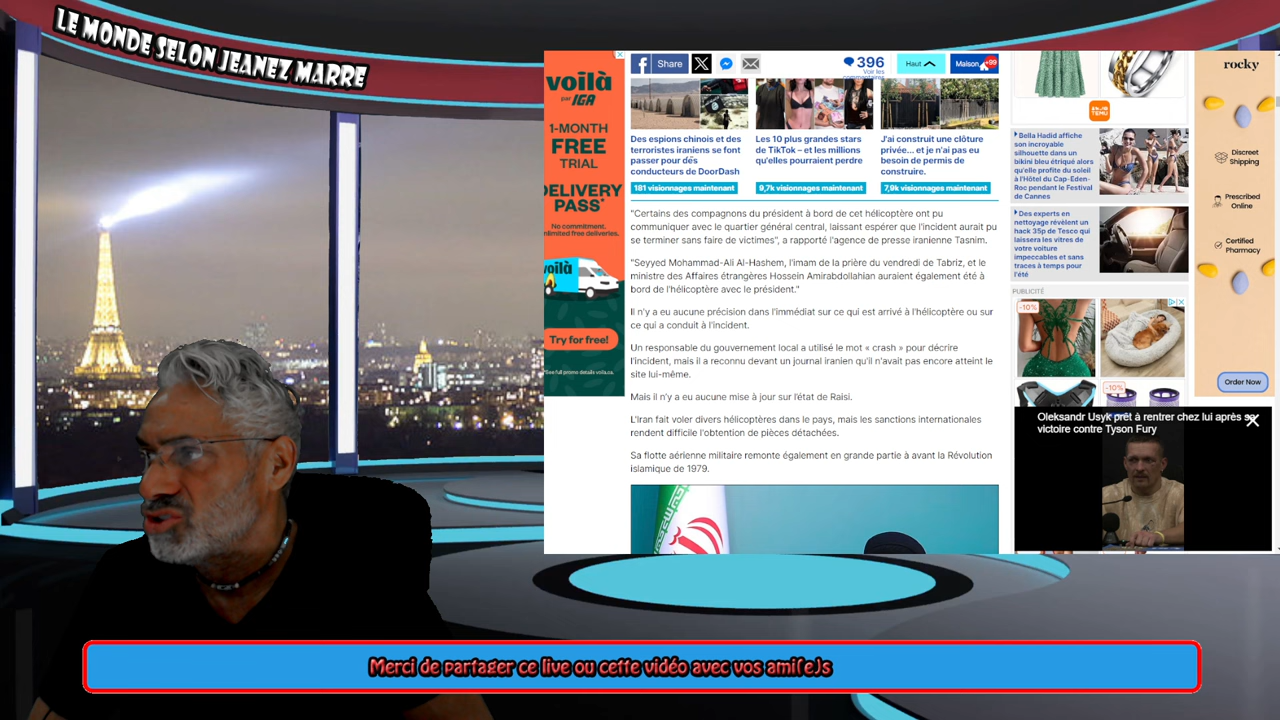 LE MONDE SELON JEANEZ MARRE
voilà
par IGA
1-MONTH
FREE
TRIAL
DELIVERY
PASS*
No commitment,
nlimited free deliveries.
voilà
Try for free!
*See full promo details voila.ca.
Share
396
Voir les
commentaires
Haut
Maison
+99
Des espions chinois et des
terroristes iraniens se font
passer pour des
conducteurs de DoorDash
181 visionnages maintenant
Les 10 plus grandes stars
de TikTok – et les millions
qu'elles pourraient perdre
9,7k visionnages maintenant
J'ai construit une clôture
privée... et je n'ai pas eu
besoin de permis de
construire.
7,9k visionnages maintenant
"Certains des compagnons du président à bord de cet hélicoptère ont pu
communiquer avec le quartier général central, laissant espérer que l'incident aurait pu
se terminer sans faire de victimes", a rapporté l'agence de presse iranienne Tasnim.
"Seyyed Mohammad-Ali Al-Hashem, l'imam de la prière du vendredi de Tabriz, et le
ministre des Affaires étrangères Hossein Amirabdollahian auraient également été à
bord de l'hélicoptère avec le président."
Il n'y a eu aucune précision dans l'immédiat sur ce qui est arrivé à l'hélicoptère ou sur
ce qui a conduit à l'incident.
Un responsable du gouvernement local a utilisé le mot « crash » pour décrire
l'incident, mais il a reconnu devant un journal iranien qu'il n'avait pas encore atteint le
site lui-même.
Mais il n'y a eu aucune mise à jour sur l'état de Raisi.
L'Iran fait voler divers hélicoptères dans le pays, mais les sanctions internationales
rendent difficile l'obtention de pièces détachées.
Sa flotte aérienne militaire remonte également en grande partie à avant la Révolution
islamique de 1979.
TEMU
Bella Hadid affiche
son incroyable
silhouette dans un
bikini bleu étriqué alors
qu'elle profite du soleil
à l'Hôtel du Cap-Eden-
Roc pendant le Festival
de Cannes
Des experts en
nettoyage révèlent un
hack 35p de Tesco qui
laissera les vitres de
votre voiture
impeccables et sans
traces à temps pour
l'été
PUBLICITÉ
-10%
-10%
Oleksandr Usyk prêt à rentrer chez lui après s
victoire contre Tyson Fury
rocky
Discreet
Shipping
Prescribed
Online
Certified
Pharmacy
Order Now
Merci de partager ce live ou cette vidéo avec vos ami(e)s